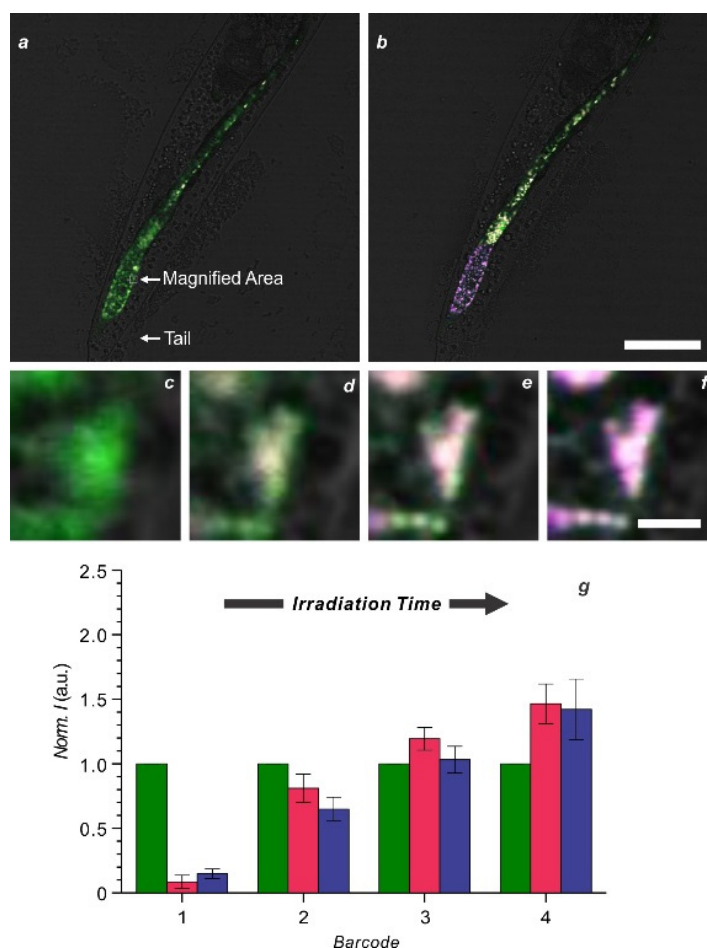 a
b
Magnified Area
Tail
c
d
e
f
2.5
g
Irradiation Time
2.0
Norm. I (a.u.)
1.5
1.0
0.5
0
1 2 3 4
Barcode